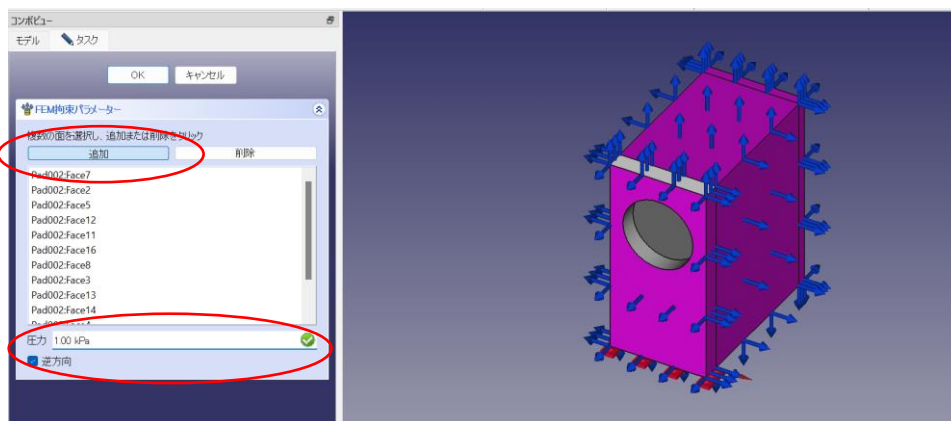 コンボビュー
モデル タスク
OK キャンセル
FEM拘束パラメーター
複数の面を選択し、追加または削除をクリック
追加 削除
Pad002:Face7
Pad002:Face2
Pad002:Face5
Pad002:Face12
Pad002:Face11
Pad002:Face16
Pad002:Face8
Pad002:Face3
Pad002:Face13
Pad002:Face14
圧力 1.00 kPa
逆方向